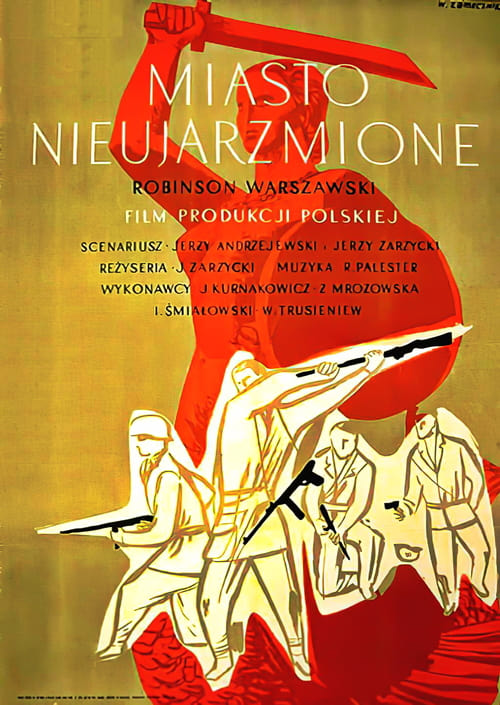 W. ZAMECZNIK
MIASTO
NIEUJARZMIONE
ROBINSON WARSZAWSKI
FILM PRODUKCJI POLSKIEJ
SCENARIUSZ · JERZY ANDRZEJEWSKI i JERZY ZARZYCKI
REŻYSERIA · J. ZARZYCKI MUZYKA R. PALESTER
WYKONAWCY J. KURNAKOWICZ · Z. MROZOWSKA
I. ŚMIAŁOWSKI · W. TRUSIENIEW